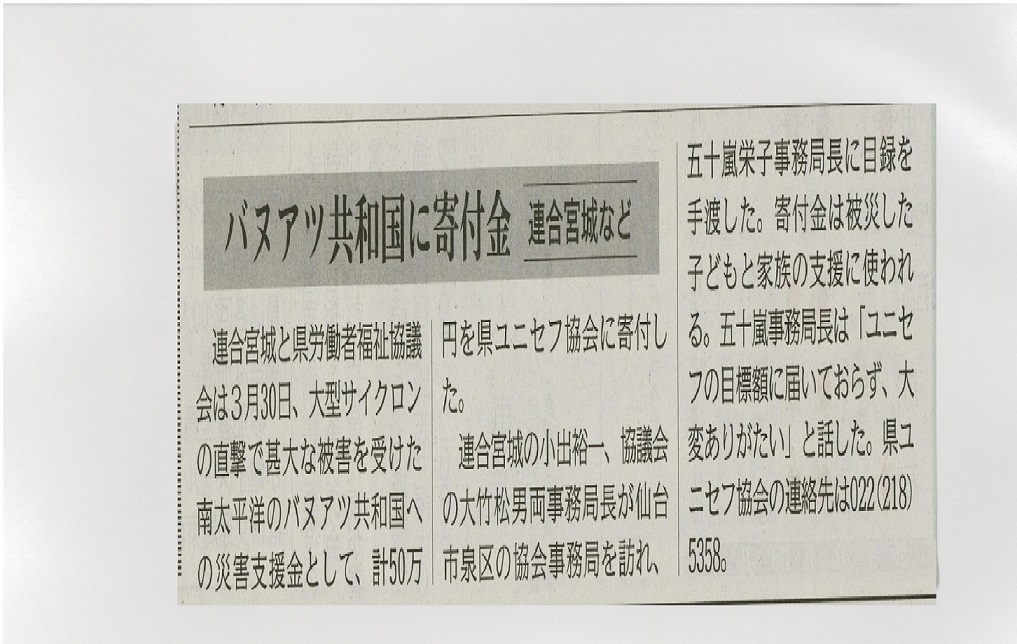 バヌアツ共和国に寄付金 連合宮城など
連合宮城と県労働者福祉協議
会は3月30日、大型サイクロン
の直撃で甚大な被害を受けた
南太平洋のバヌアツ共和国へ
の災害支援金として、計50万
円を県ユニセフ協会に寄付し
た。
連合宮城の小出裕一、協議会
の大竹松男両事務局長が仙台
市泉区の協会事務局を訪れ、
五十嵐栄子事務局長に目録を
手渡した。寄付金は被災した
子どもと家族の支援に使われ
る。五十嵐事務局長は「ユニセ
フの目標額に届いておらず、大
変ありがたい」と話した。県ユ
ニセフ協会の連絡先は022(218)
5358。